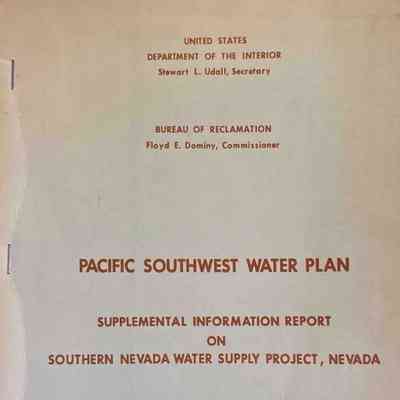 UNITED STATES
DEPARTMENT OF THE INTERIOR
Stewart L. Udall, Secretary
BUREAU OF RECLAMATION
Floyd E. Dominy, Commissioner
PACIFIC SOUTHWEST WATER PLAN
SUPPLEMENTAL INFORMATION REPORT
ON
SOUTHERN NEVADA WATER SUPPLY PROJECT, NEVADA